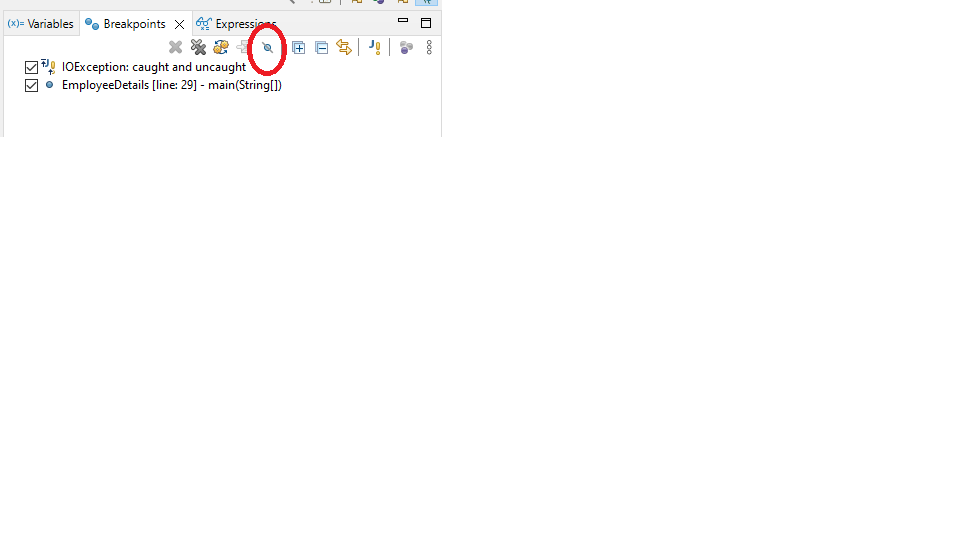 (x)= Variables Breakpoints Expressions
IOException: caught and uncaught
EmployeeDetails [line: 29] - main(String[])